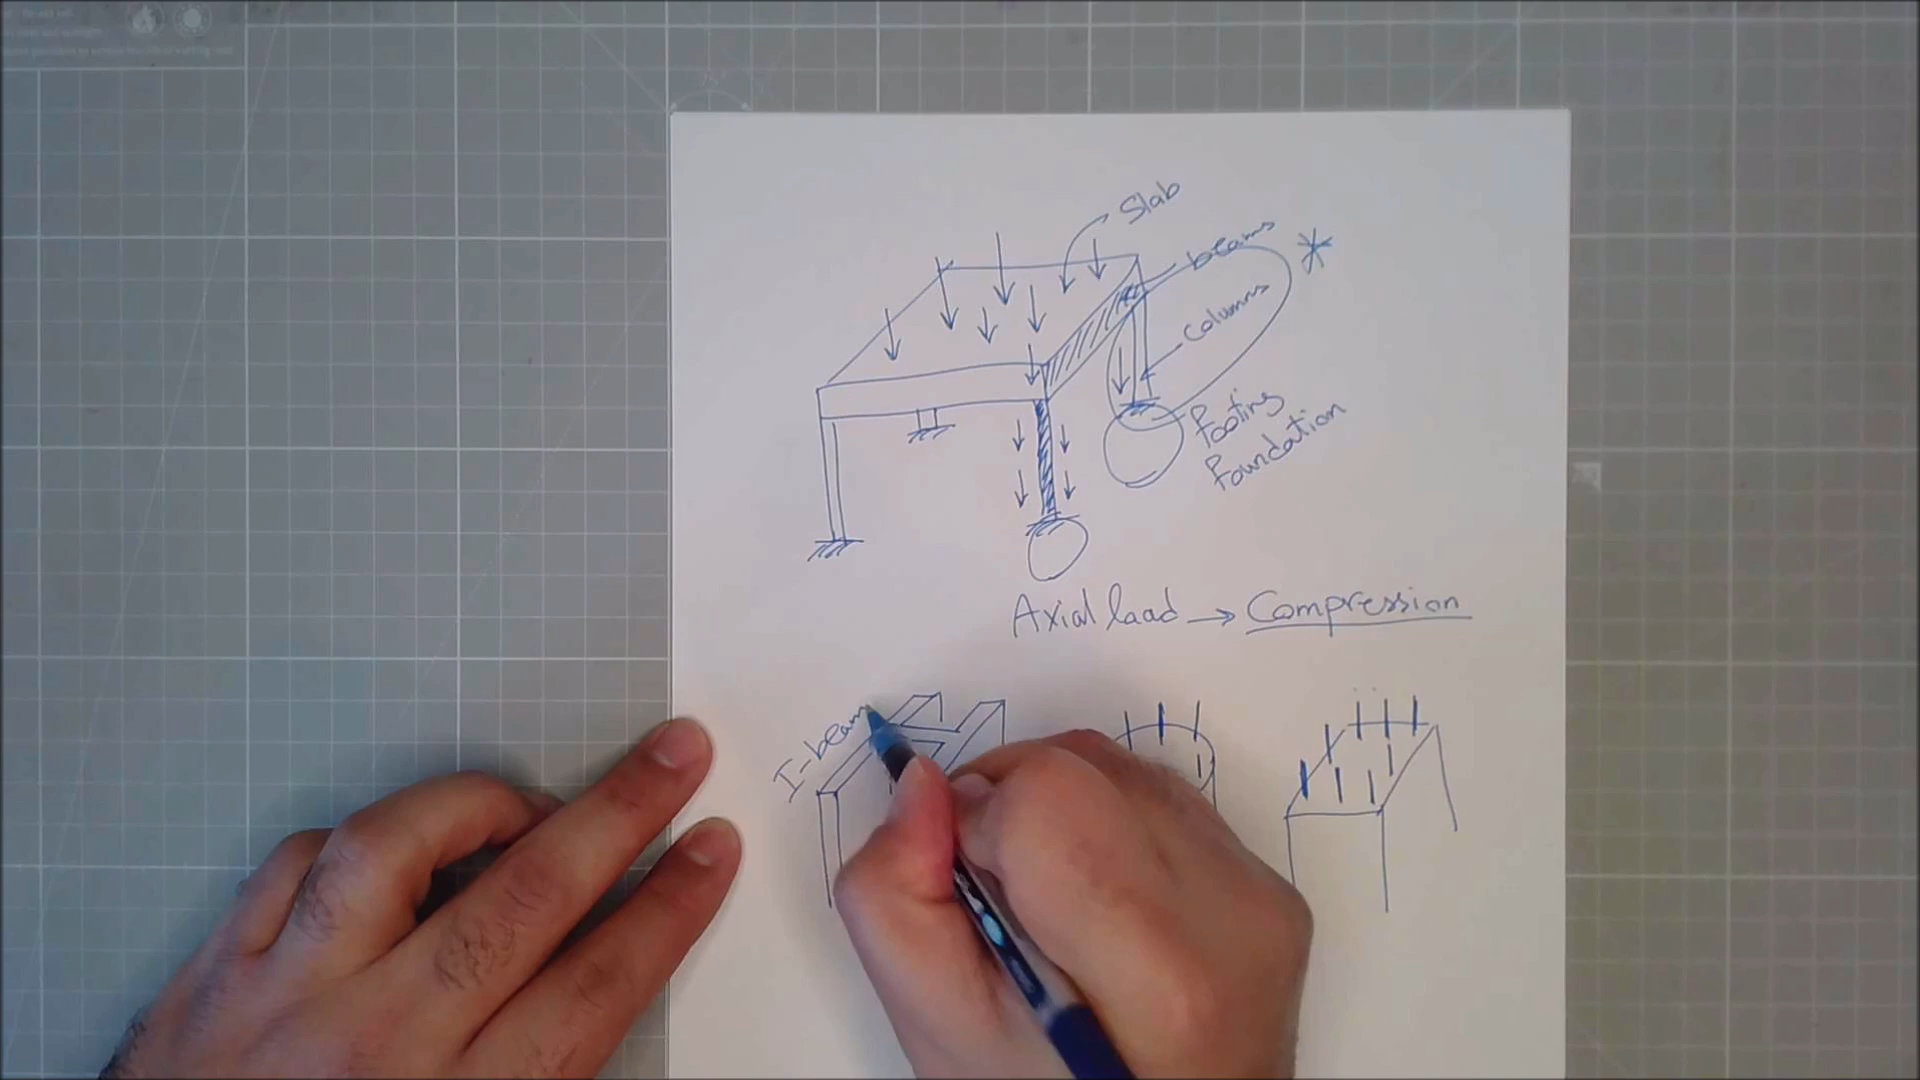 Slab
beams
Columns
Footing
Foundation
Axial load → Compression
I-beam